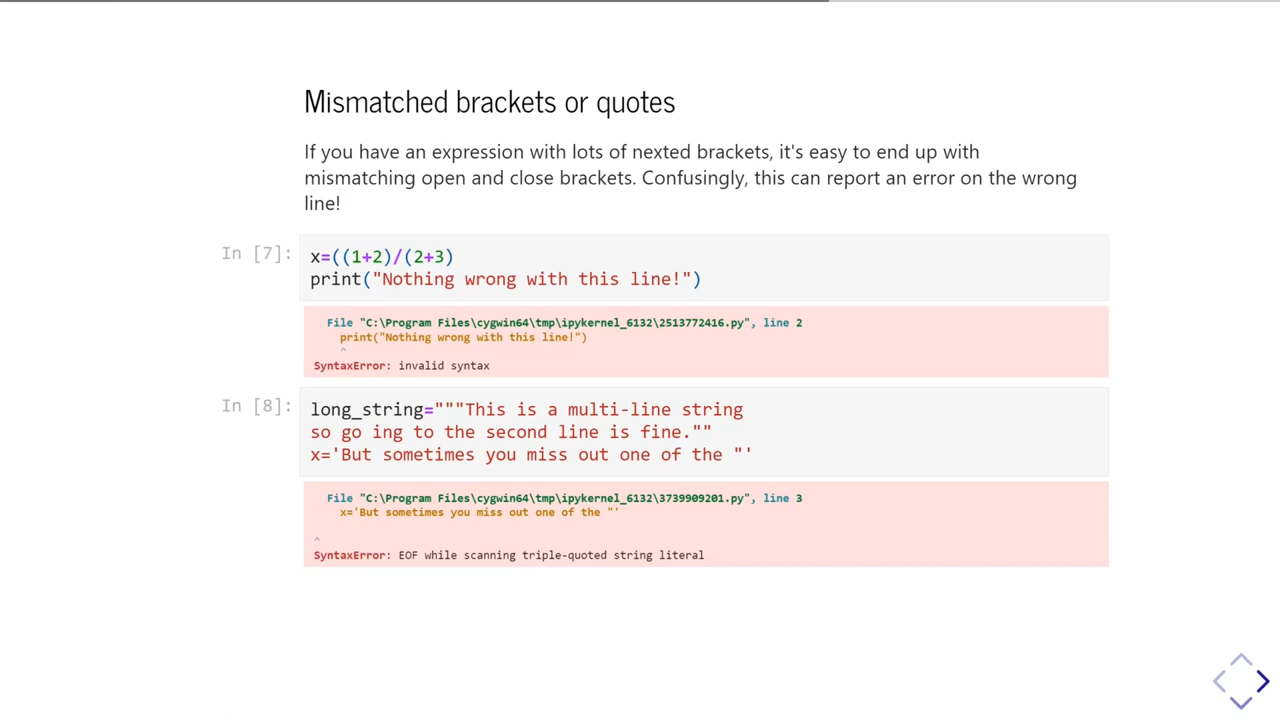 Mismatched brackets or quotes
If you have an expression with lots of nexted brackets, it's easy to end up with
mismatching open and close brackets. Confusingly, this can report an error on the wrong
line!
In [7]:
x=((1+2)/(2+3)
print("Nothing wrong with this line!")
File "C:\Program Files\cygwin64\tmp\ipykernel_6132\2513772416.py", line 2
print("Nothing wrong with this line!")
^
SyntaxError: invalid syntax
In [8]:
long_string="""This is a multi-line string
so go ing to the second line is fine.""
x='But sometimes you miss out one of the "'
File "C:\Program Files\cygwin64\tmp\ipykernel_6132\3739909201.py", line 3
x='But sometimes you miss out one of the "'
^
SyntaxError: EOF while scanning triple-quoted string literal